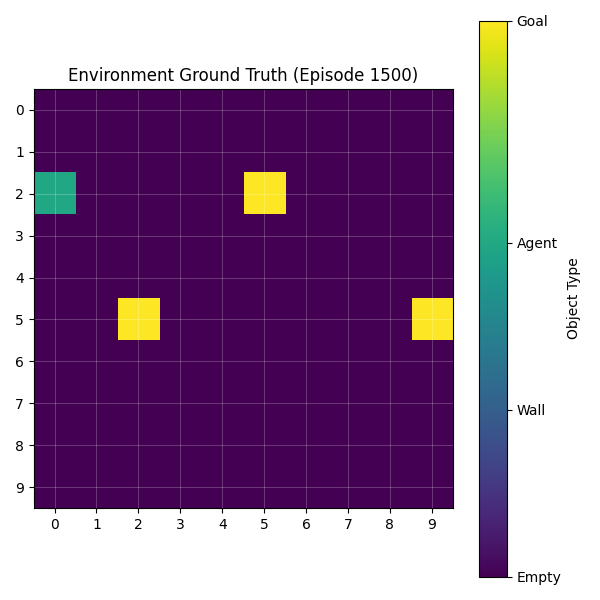 Environment Ground Truth (Episode 1500)
0
1
2
3
4
5
6
7
8
9
0 1 2 3 4 5 6 7 8 9
Goal
Agent
Wall
Empty
Object Type